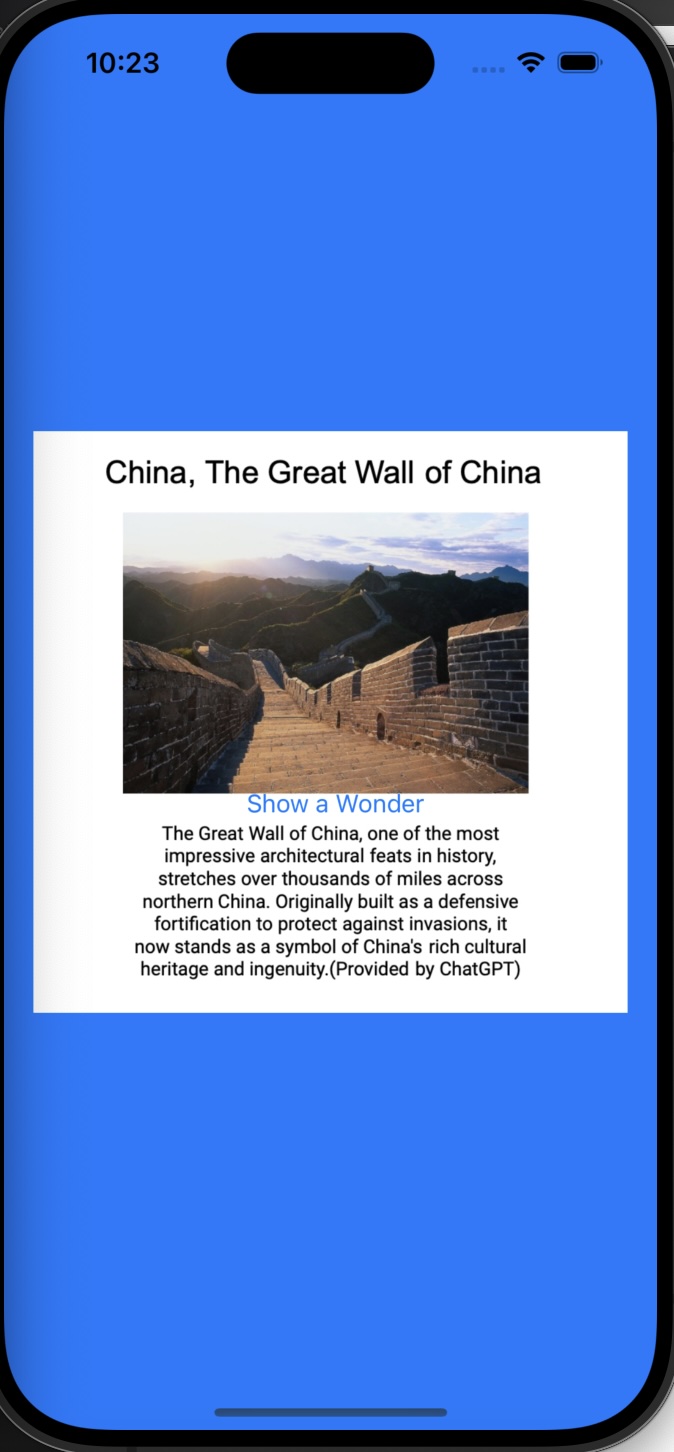 10:23
China, The Great Wall of China
Show a Wonder
The Great Wall of China, one of the most
impressive architectural feats in history,
stretches over thousands of miles across
northern China. Originally built as a defensive
fortification to protect against invasions, it
now stands as a symbol of China's rich cultural
heritage and ingenuity.(Provided by ChatGPT)